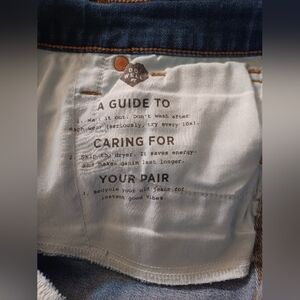 A GUIDE TO
1. Wait it out. Don't wash after
each wear (seriously, try every 10x).
CARING FOR
2. Skip the dryer. It saves energy
and makes denim last longer.
YOUR PAIR
3. Recycle your old jeans for
instant good vibes.